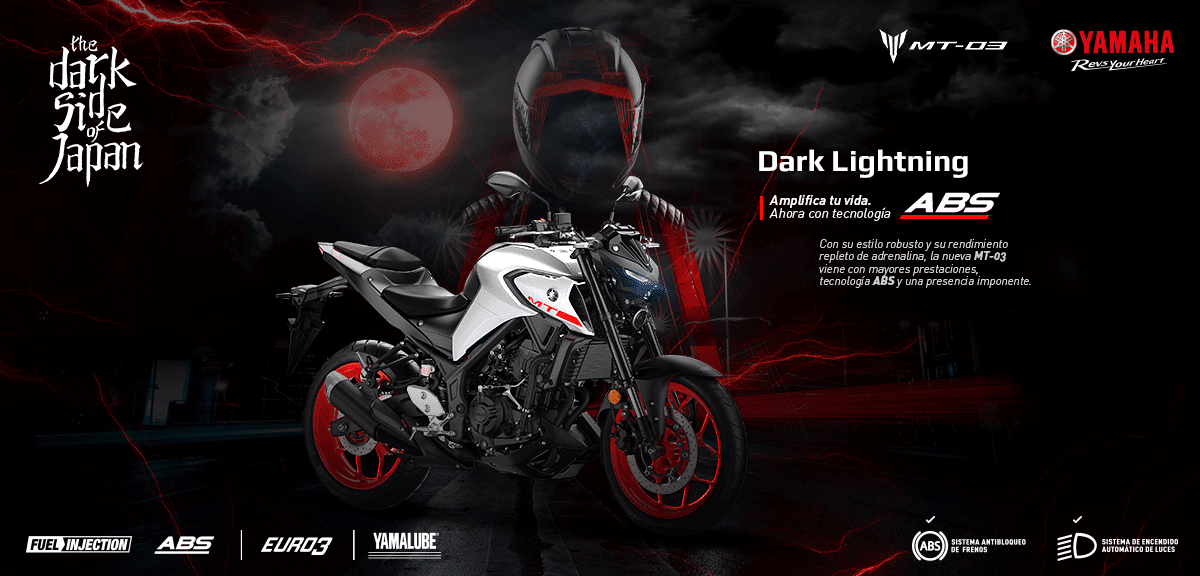 the
dark
side
of
Japan
MT-03
YAMAHA
Revs Your Heart
Dark Lightning
Amplifica tu vida.
Ahora con tecnología ABS
Con su estilo robusto y su rendimiento
repleto de adrenalina, la nueva MT-03
viene con mayores prestaciones,
tecnología ABS y una presencia imponente.
MT
FUEL INJECTION
ABS
EURO3
YAMALUBE
ABS
SISTEMA ANTIBLOQUEO
DE FRENOS
SISTEMA DE ENCENDIDO
AUTOMÁTICO DE LUCES